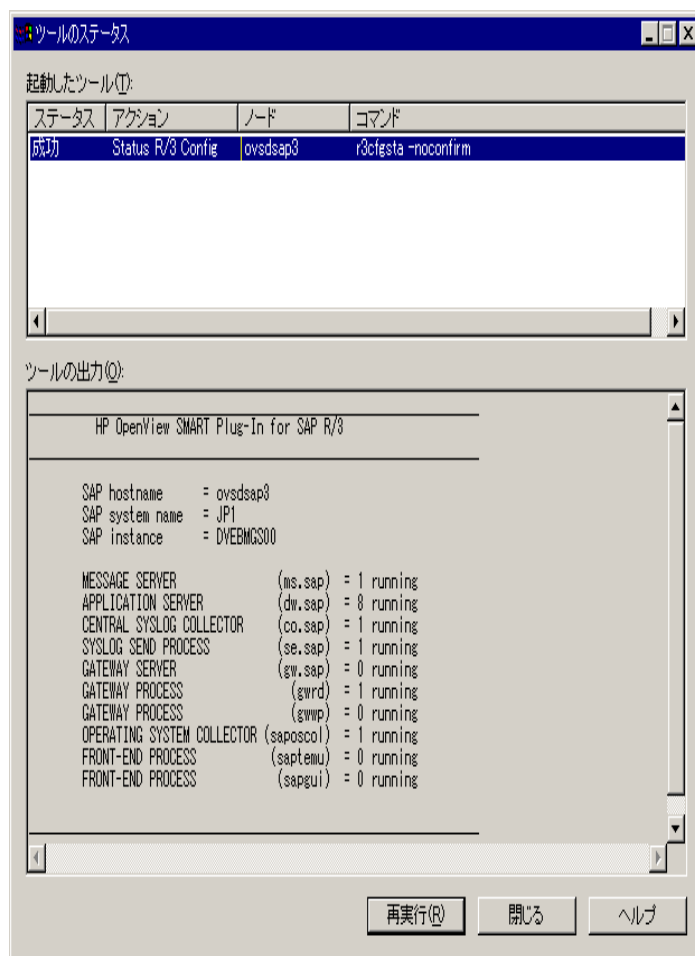 ツールのステータス
起動したツール(T):
ステータス アクション ノード コマンド
成功 Status R/3 Config ovsdsap3 r3cfgsta -noconfirm
ツールの出力(O):
HP OpenView SMART Plug-In for SAP R/3
SAP hostname = ovsdsap3
SAP system name = JP1
SAP instance = DVEBMGS00
MESSAGE SERVER (ms.sap) = 1 running
APPLICATION SERVER (dw.sap) = 8 running
CENTRAL SYSLOG COLLECTOR (co.sap) = 1 running
SYSLOG SEND PROCESS (se.sap) = 1 running
GATEWAY SERVER (gw.sap) = 0 running
GATEWAY PROCESS (gwrd) = 1 running
GATEWAY PROCESS (gwwp) = 0 running
OPERATING SYSTEM COLLECTOR (saposcol) = 1 running
FRONT-END PROCESS (saptemu) = 0 running
FRONT-END PROCESS (sapgui) = 0 running
再実行(R) 閉じる ヘルプ